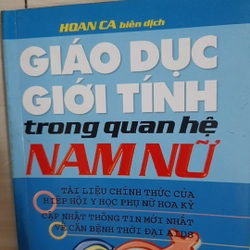 HOAN CA biên dịch
GIÁO DỤC
GIỚI TÍNH
trong quan hệ
NAM NỮ
TÀI LIỆU CHÍNH THỨC CỦA
HIỆP HỘI Y HỌC PHỤ NỮ HOA KỲ
CẬP NHẬT THÔNG TIN MỚI NHẤT
VỀ CĂN BỆNH THỜI ĐẠI AIDS